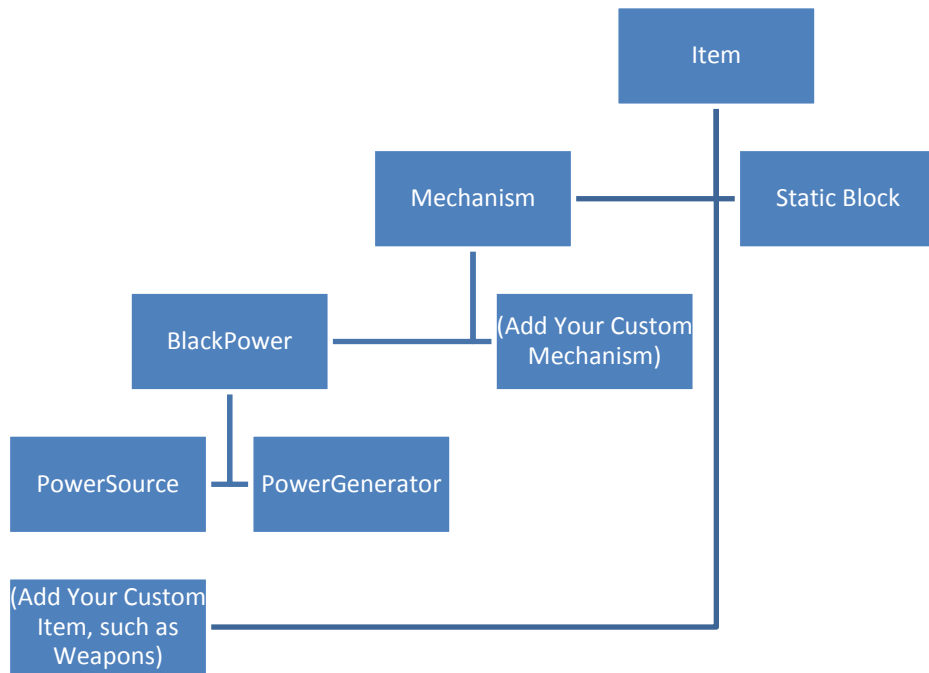 Item
Mechanism
Static Block
BlackPower
(Add Your Custom
Mechanism)
PowerSource
PowerGenerator
(Add Your Custom
Item, such as
Weapons)